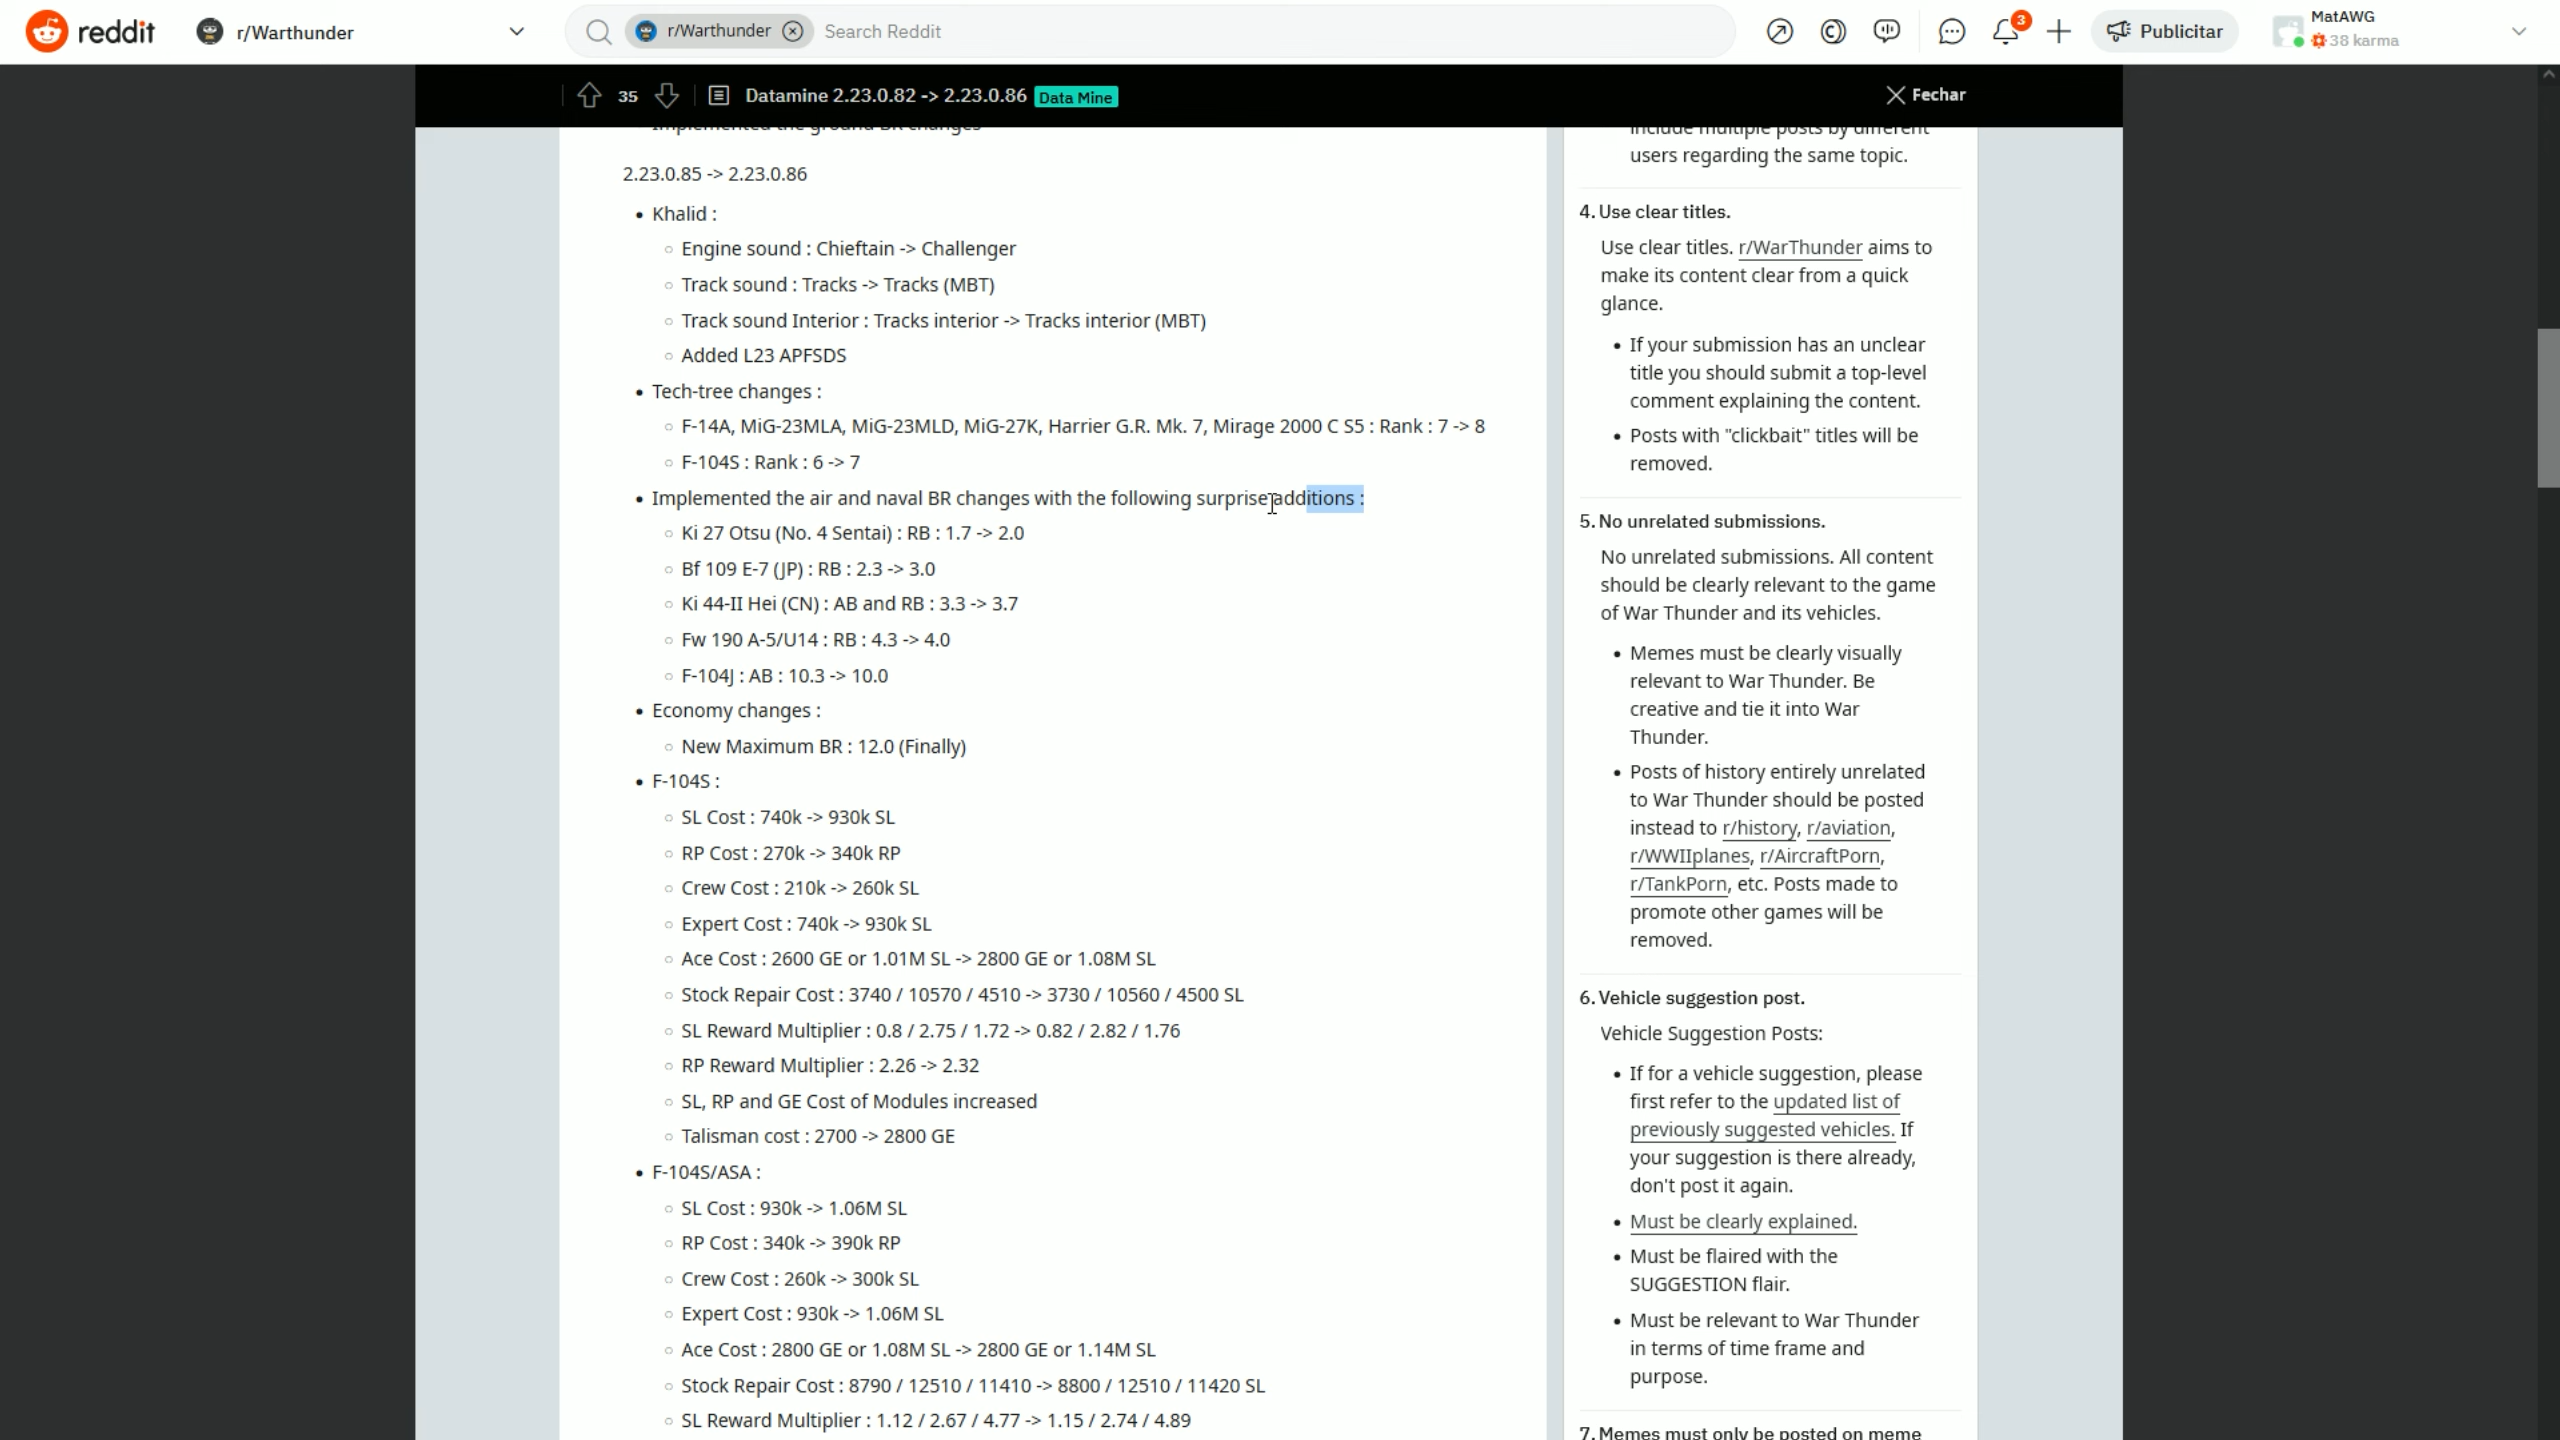 reddit
r/Warthunder
r/Warthunder
Search Reddit
3
Publicitar
MatAWG
38 karma
35
Datamine 2.23.0.82 -> 2.23.0.86
Data Mine
Fechar
Implemented the ground BR changes
2.23.0.85 -> 2.23.0.86
• Khalid :
○ Engine sound : Chieftain -> Challenger
○ Track sound : Tracks -> Tracks (MBT)
○ Track sound Interior : Tracks interior -> Tracks interior (MBT)
○ Added L23 APFSDS
• Tech-tree changes :
○ F-14A, MiG-23MLA, MiG-23MLD, MiG-27K, Harrier G.R. Mk. 7, Mirage 2000 C S5 : Rank : 7 -> 8
○ F-104S : Rank : 6 -> 7
• Implemented the air and naval BR changes with the following surprise additions :
○ Ki 27 Otsu (No. 4 Sentai) : RB : 1.7 -> 2.0
○ Bf 109 E-7 (JP) : RB : 2.3 -> 3.0
○ Ki 44-II Hei (CN) : AB and RB : 3.3 -> 3.7
○ Fw 190 A-5/U14 : RB : 4.3 -> 4.0
○ F-104J : AB : 10.3 -> 10.0
• Economy changes :
○ New Maximum BR : 12.0 (Finally)
• F-104S :
○ SL Cost : 740k -> 930k SL
○ RP Cost : 270k -> 340k RP
○ Crew Cost : 210k -> 260k SL
○ Expert Cost : 740k -> 930k SL
○ Ace Cost : 2600 GE or 1.01M SL -> 2800 GE or 1.08M SL
○ Stock Repair Cost : 3740 / 10570 / 4510 -> 3730 / 10560 / 4500 SL
○ SL Reward Multiplier : 0.8 / 2.75 / 1.72 -> 0.82 / 2.82 / 1.76
○ RP Reward Multiplier : 2.26 -> 2.32
○ SL, RP and GE Cost of Modules increased
○ Talisman cost : 2700 -> 2800 GE
• F-104S/ASA :
○ SL Cost : 930k -> 1.06M SL
○ RP Cost : 340k -> 390k RP
○ Crew Cost : 260k -> 300k SL
○ Expert Cost : 930k -> 1.06M SL
○ Ace Cost : 2800 GE or 1.08M SL -> 2800 GE or 1.14M SL
○ Stock Repair Cost : 8790 / 12510 / 11410 -> 8800 / 12510 / 11420 SL
○ SL Reward Multiplier : 1.12 / 2.67 / 4.77 -> 1.15 / 2.74 / 4.89
include multiple posts by different
users regarding the same topic.
4. Use clear titles.
Use clear titles. r/WarThunder aims to
make its content clear from a quick
glance.
• If your submission has an unclear
title you should submit a top-level
comment explaining the content.
• Posts with "clickbait" titles will be
removed.
5. No unrelated submissions.
No unrelated submissions. All content
should be clearly relevant to the game
of War Thunder and its vehicles.
• Memes must be clearly visually
relevant to War Thunder. Be
creative and tie it into War
Thunder.
• Posts of history entirely unrelated
to War Thunder should be posted
instead to r/history, r/aviation,
r/WWIIplanes, r/AircraftPorn,
r/TankPorn, etc. Posts made to
promote other games will be
removed.
6. Vehicle suggestion post.
Vehicle Suggestion Posts:
• If for a vehicle suggestion, please
first refer to the updated list of
previously suggested vehicles. If
your suggestion is there already,
don't post it again.
• Must be clearly explained.
• Must be flaired with the
SUGGESTION flair.
• Must be relevant to War Thunder
in terms of time frame and
purpose.
7. Memes must only be posted on meme